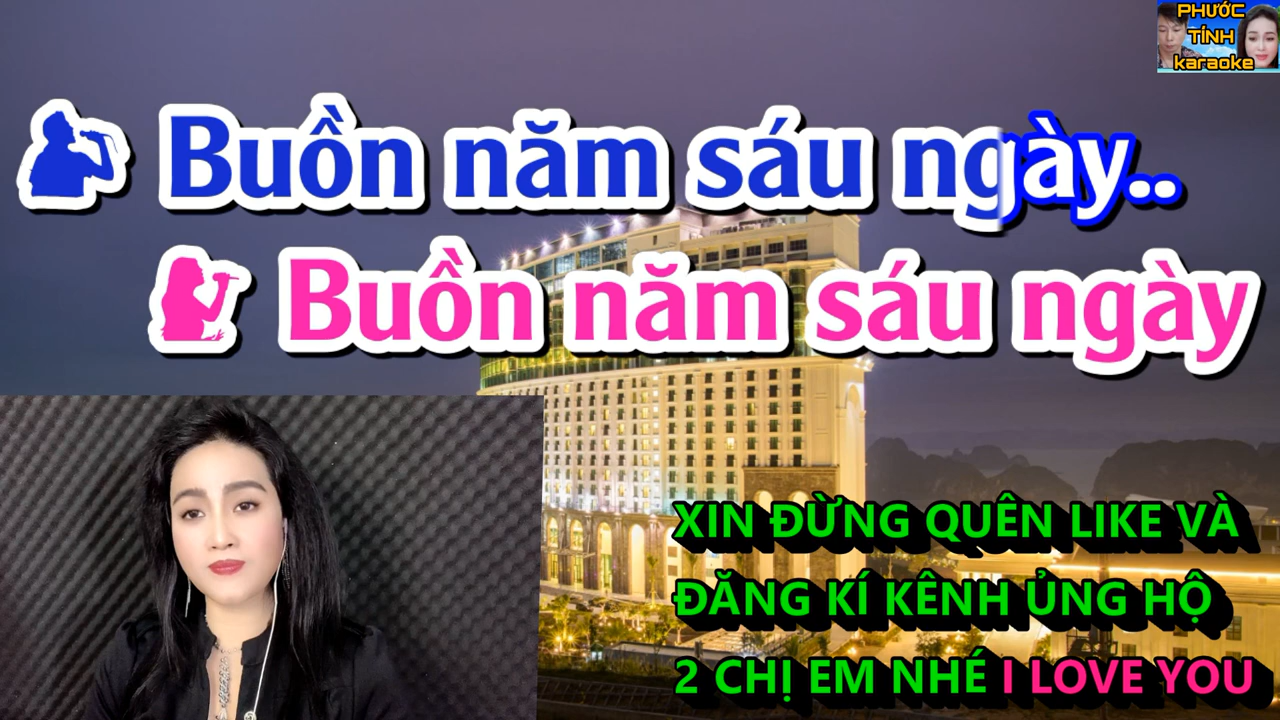 PHƯỚC
TÍNH
karaoke
Buồn năm sáu ngày..
Buồn năm sáu ngày
XIN ĐỪNG QUÊN LIKE VÀ
ĐĂNG KÍ KÊNH ỦNG HỘ
2 CHỊ EM NHÉ I LOVE YOU